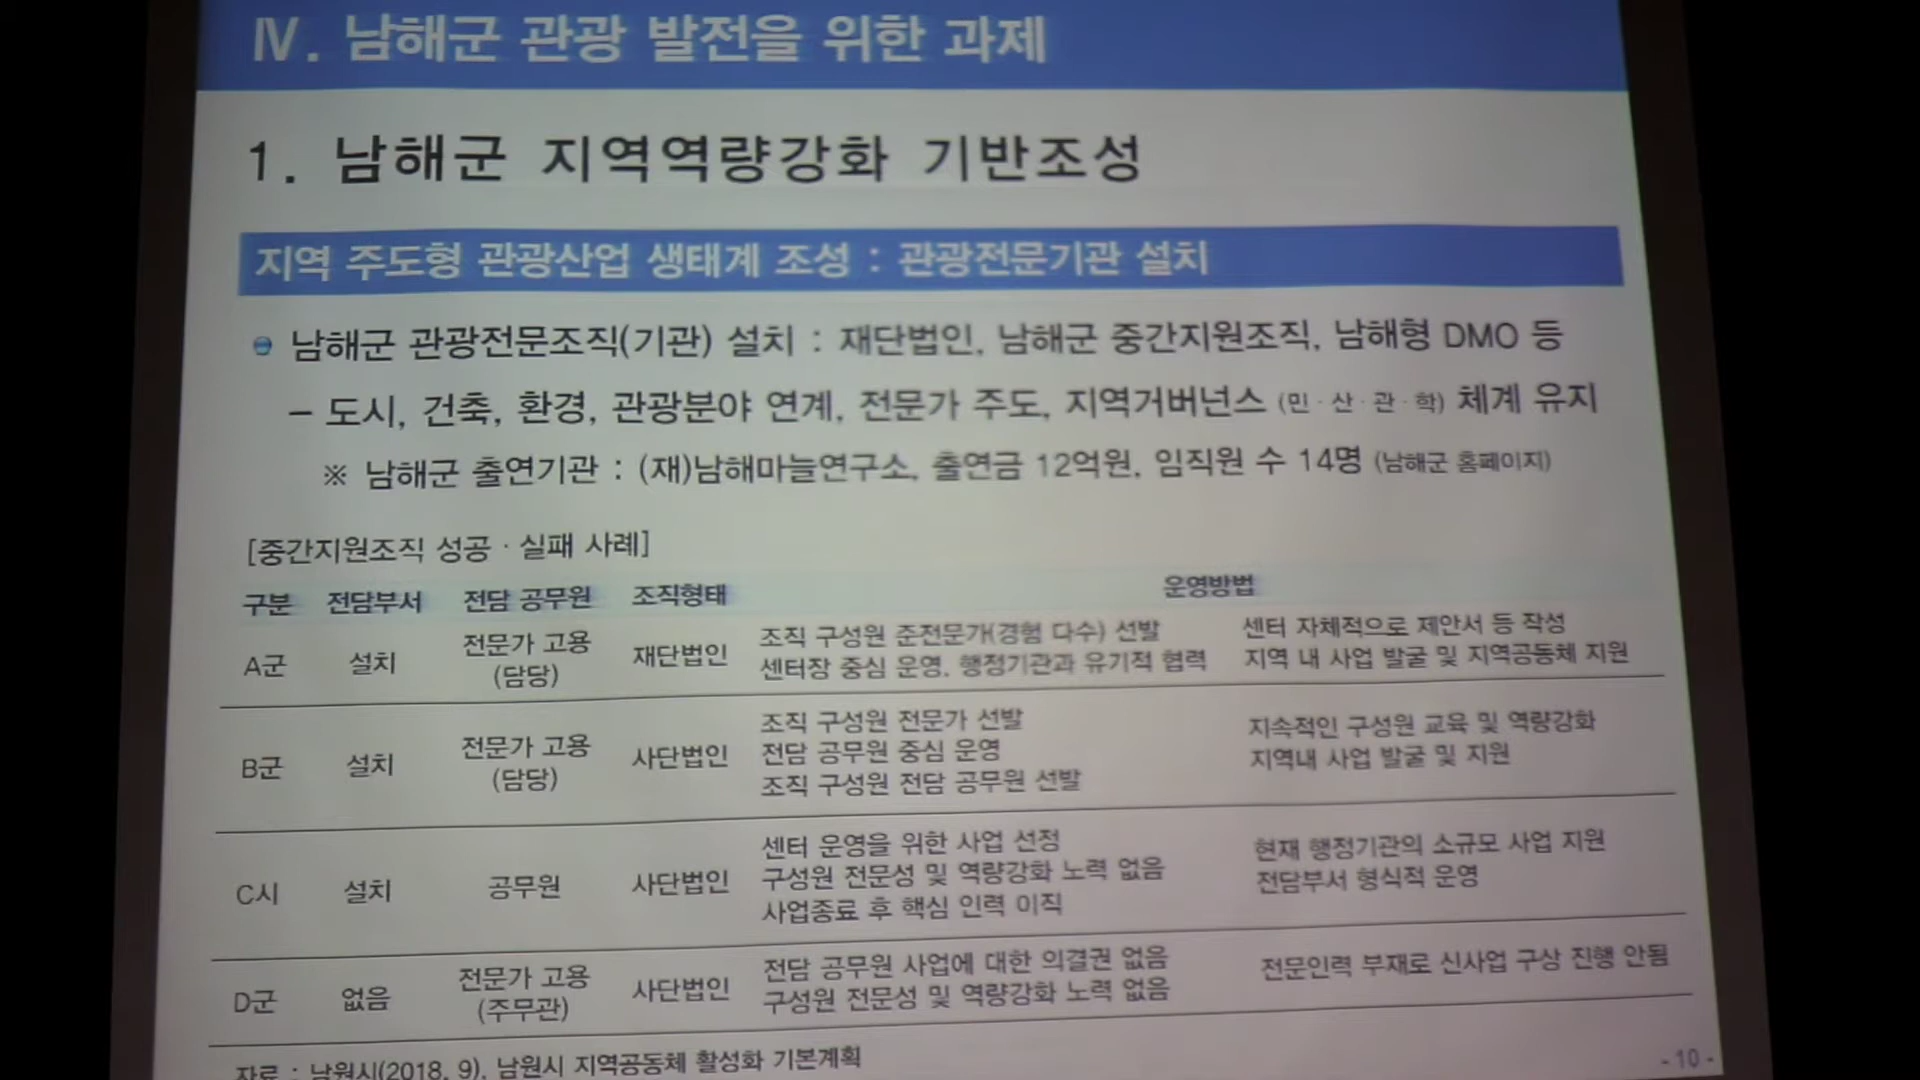 Ⅳ. 남해군 관광 발전을 위한 과제
1. 남해군 지역역량강화 기반조성
지역 주도형 관광산업 생태계 조성 : 관광전문기관 설치
남해군 관광전문조직(기관) 설치 : 재단법인, 남해군 중간지원조직, 남해형 DMO 등
- 도시, 건축, 환경, 관광분야 연계, 전문가 주도, 지역거버넌스 (민·산·관·학) 체계 유지
※ 남해군 출연기관 : (재)남해마늘연구소, 출연금 12억원, 임직원 수 14명 (남해군 홈페이지)
[중간지원조직 성공·실패 사례]
구분 전담부서 전담 공무원 조직형태 운영방법
A군 설치 전문가 고용 (담당) 재단법인
조직 구성원 준전문가(경험 다수) 선발
센터장 중심 운영, 행정기관과 유기적 협력
센터 자체적으로 제안서 등 작성
지역 내 사업 발굴 및 지역공동체 지원
B군 설치 전문가 고용 (담당) 사단법인
조직 구성원 전문가 선발
전담 공무원 중심 운영
조직 구성원 전담 공무원 선발
지속적인 구성원 교육 및 역량강화
지역내 사업 발굴 및 지원
C시 설치 공무원 사단법인
센터 운영을 위한 사업 선정
구성원 전문성 및 역량강화 노력 없음
사업종료 후 핵심 인력 이직
현재 행정기관의 소규모 사업 지원
전담부서 형식적 운영
D군 없음 전문가 고용 (주무관) 사단법인
전담 공무원 사업에 대한 의결권 없음
구성원 전문성 및 역량강화 노력 없음
전문인력 부재로 신사업 구상 진행 안됨
자료 : 남원시(2018. 9). 남원시 지역공동체 활성화 기본계획
- 10 -